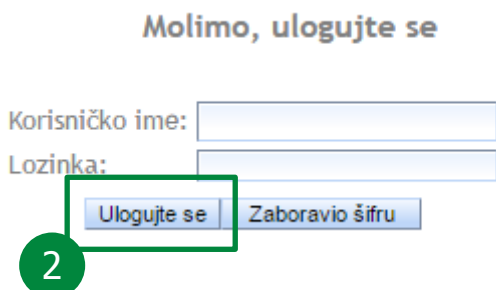 Molimo, ulogujte se
Korisničko ime:
Lozinka:
Ulogujte se Zaboravio šifru
2